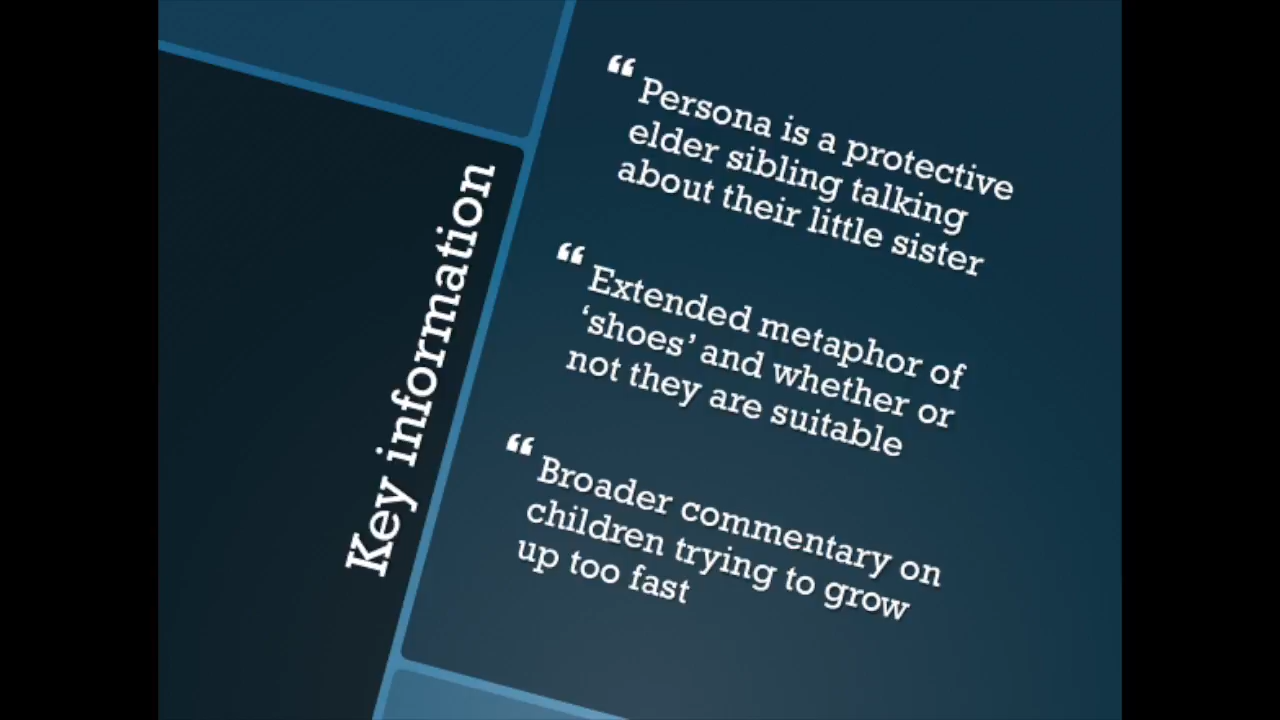 Key information
“ Persona is a protective
elder sibling talking
about their little sister
“ Extended metaphor of
‘shoes’ and whether or
not they are suitable
“ Broader commentary on
children trying to grow
up too fast